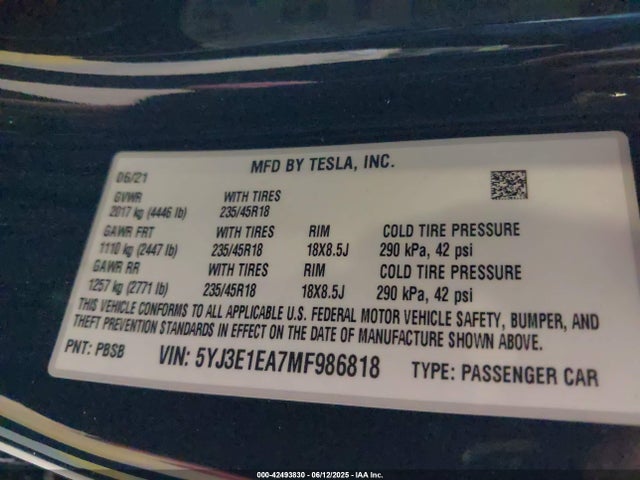 MFD BY TESLA, INC.
06/21
GVWR WITH TIRES
2017 kg (4446 lb) 235/45R18
GAWR FRT WITH TIRES RIM COLD TIRE PRESSURE
1110 kg (2447 lb) 235/45R18 18X8.5J 290 kPa, 42 psi
GAWR RR WITH TIRES RIM COLD TIRE PRESSURE
1257 kg (2771 lb) 235/45R18 18X8.5J 290 kPa, 42 psi
THIS VEHICLE CONFORMS TO ALL APPLICABLE U.S. FEDERAL MOTOR VEHICLE SAFETY, BUMPER, AND
THEFT PREVENTION STANDARDS IN EFFECT ON THE DATE OF MANUFACTURE SHOWN ABOVE.
PNT: PBSB VIN: 5YJ3E1EA7MF986818 TYPE: PASSENGER CAR
000-42493830 - 06/12/2025 - IAA Inc.